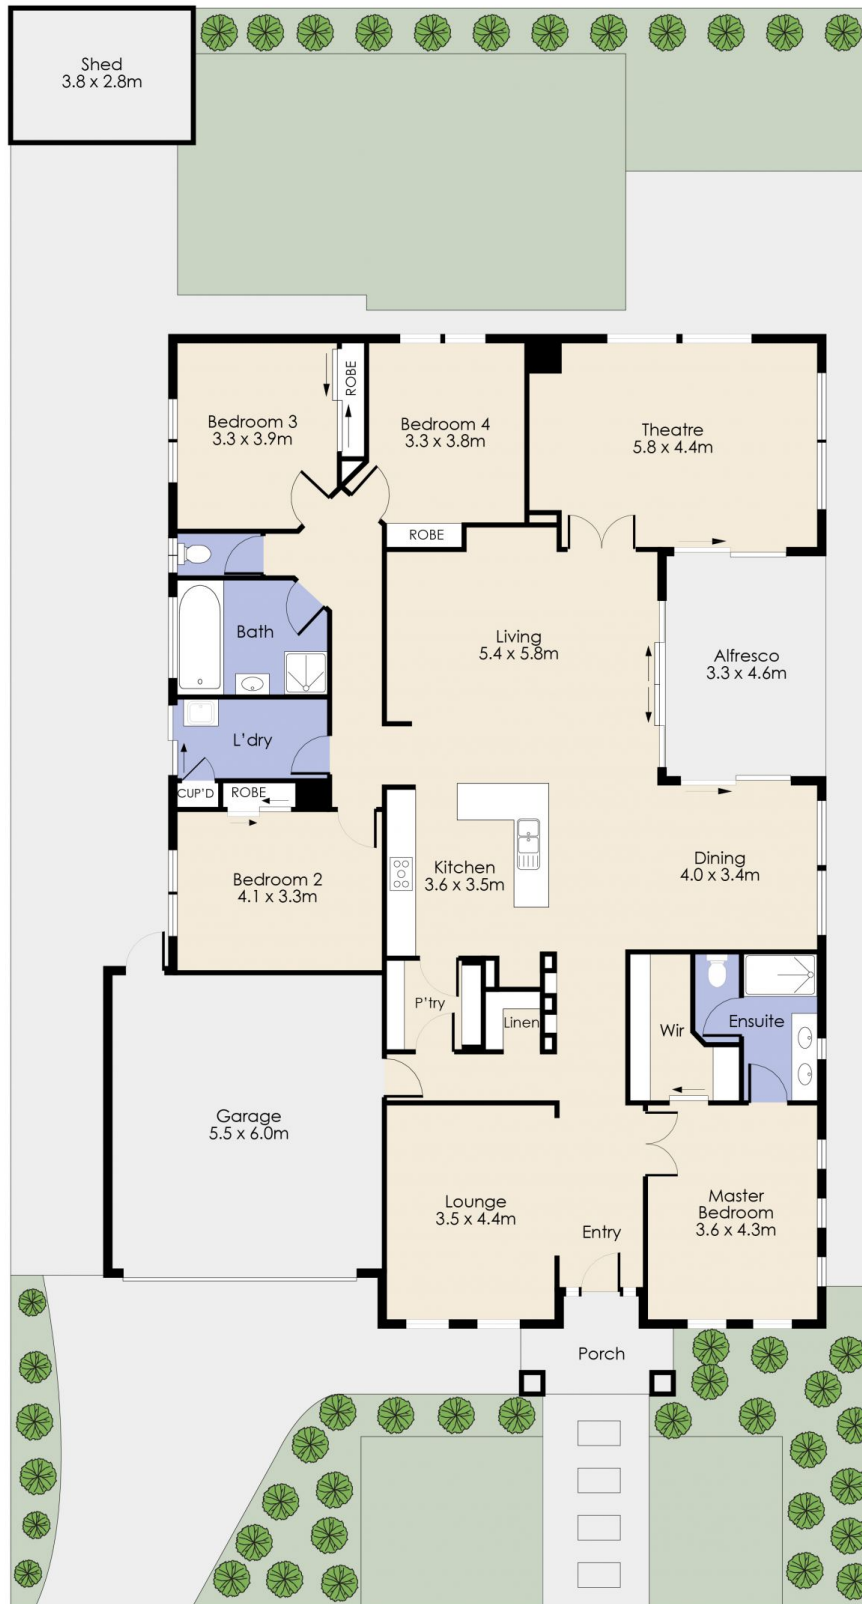 Shed
3.8 x 2.8m
Bedroom 3
3.3 x 3.9m
ROBE
Bedroom 4
3.3 x 3.8m
ROBE
Theatre
5.8 x 4.4m
Bath
Living
5.4 x 5.8m
Alfresco
3.3 x 4.6m
L'dry
CUP'D
ROBE
Bedroom 2
4.1 x 3.3m
Kitchen
3.6 x 3.5m
Dining
4.0 x 3.4m
P'try
Linen
Wir
Ensuite
Garage
5.5 x 6.0m
Lounge
3.5 x 4.4m
Entry
Master
Bedroom
3.6 x 4.3m
Porch